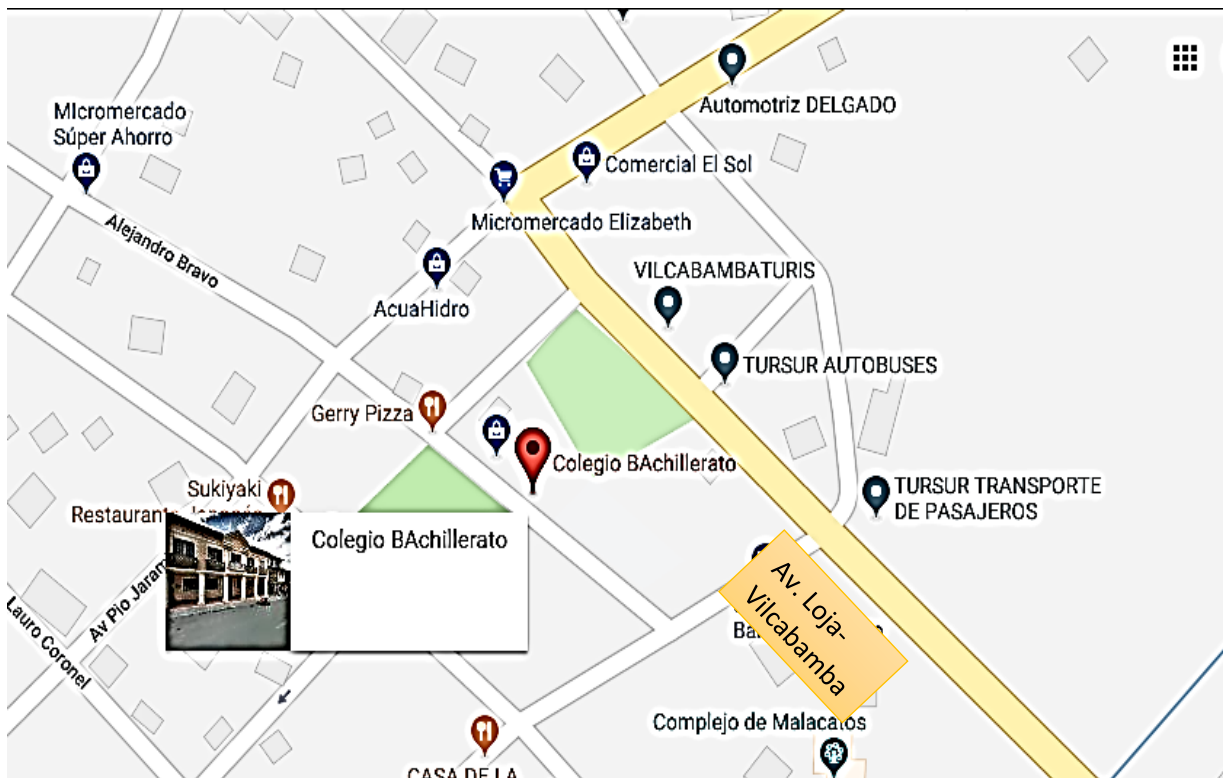 MIcromercado
Súper Ahorro
Automotriz DELGADO
Comercial El Sol
Micromercado Elizabeth
Alejandro Bravo
VILCABAMBATURIS
AcuaHidro
TURSUR AUTOBUSES
Gerry Pizza
Colegio BAchillerato
Sukiyaki
Restaurant
TURSUR TRANSPORTE
DE PASAJEROS
Colegio BAchillerato
Av. Loja-
Vilcabamba
Av Pio
Lauro Coronel
Complejo de Malacatos
CASA DE LA